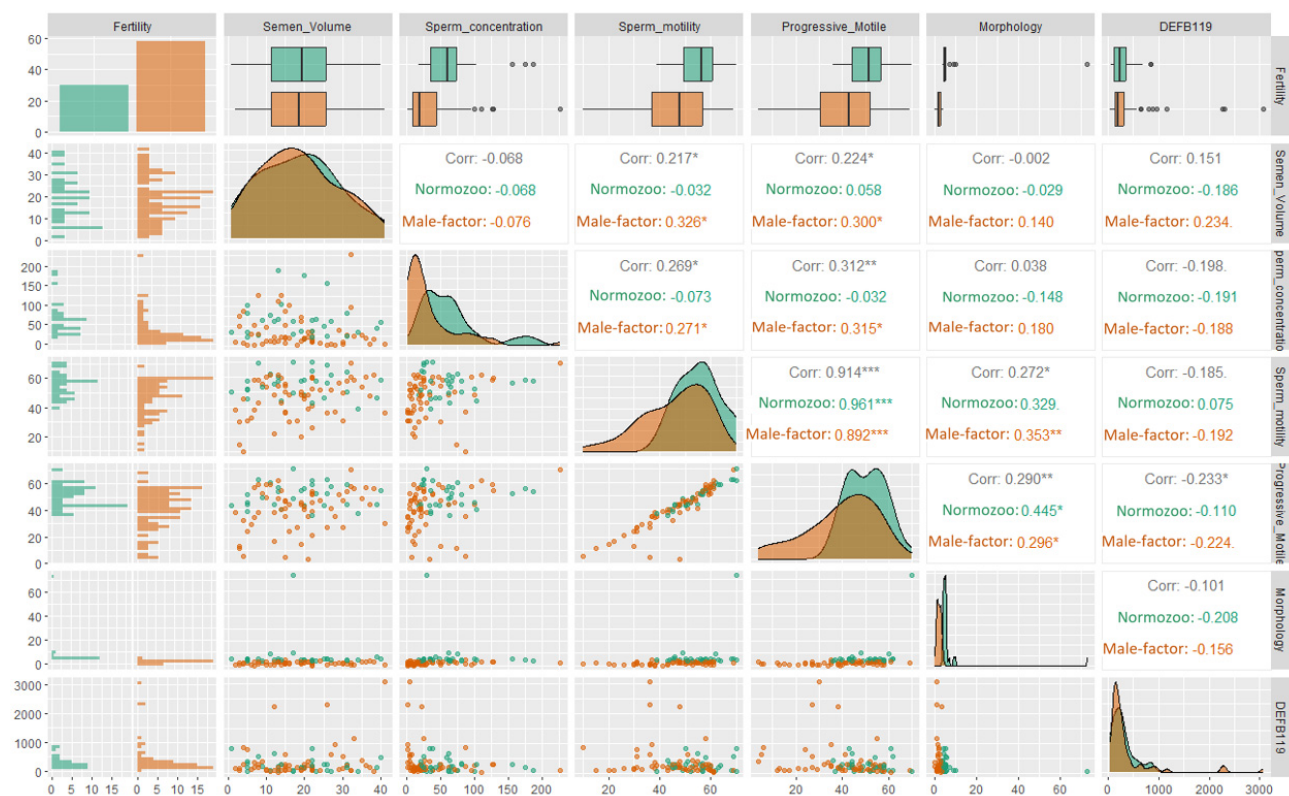 Fertility Semen_Volume Sperm_concentration Sperm_motility Progressive_Motile Morphology DEFB119
60
40
20
0
Fertility
40
30
20
10
0
Corr: -0.068 Corr: 0.217* Corr: 0.224* Corr: -0.002 Corr: 0.151
Normozoo: -0.068 Normozoo: -0.032 Normozoo: 0.058 Normozoo: -0.029 Normozoo: -0.186
Male-factor: -0.076 Male-factor: 0.326* Male-factor: 0.300* Male-factor: 0.140 Male-factor: 0.234.
Semen_Volume
200
150
100
50
0
Corr: 0.269* Corr: 0.312** Corr: 0.038 Corr: -0.198.
Normozoo: -0.073 Normozoo: -0.032 Normozoo: -0.148 Normozoo: -0.191
Male-factor: 0.271* Male-factor: 0.315* Male-factor: 0.180 Male-factor: -0.188
perm_concentratio
60
40
20
Corr: 0.914*** Corr: 0.272* Corr: -0.185.
Normozoo: 0.961*** Normozoo: 0.329. Normozoo: 0.075
Male-factor: 0.892*** Male-factor: 0.353** Male-factor: -0.192
Sperm_motility
60
40
20
0
Corr: 0.290** Corr: -0.233*
Normozoo: 0.445* Normozoo: -0.110
Male-factor: 0.296* Male-factor: -0.224.
Progressive_Motile
60
40
20
0
Corr: -0.101
Normozoo: -0.208
Male-factor: -0.156
Morphology
3000
2000
1000
0
DEFB119
0 5 10 15 0 5 10 15 0 10 20 30 40 0 50 100 150 200 20 40 60 20 40 60 0 20 40 60 0 1000 2000 3000